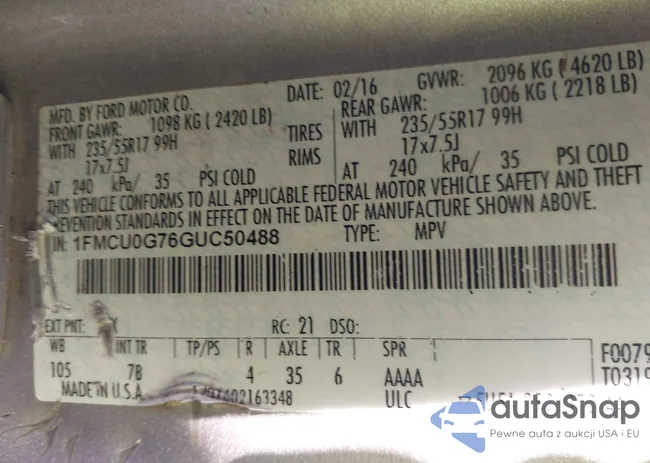 MFD. BY FORD MOTOR CO. DATE: 02/16 GVWR: 2096 KG ( 4620 LB)
FRONT GAWR: 1098 KG ( 2420 LB) REAR GAWR: 1006 KG ( 2218 LB)
WITH 235/55R17 99H TIRES WITH 235/55R17 99H
17x7.5J RIMS 17x7.5J
AT 240 kPa/ 35 PSI COLD AT 240 kPa/ 35 PSI COLD
THIS VEHICLE CONFORMS TO ALL APPLICABLE FEDERAL MOTOR VEHICLE SAFETY AND THEFT
PREVENTION STANDARDS IN EFFECT ON THE DATE OF MANUFACTURE SHOWN ABOVE.
1FMCU0G76GUC50488 TYPE: MPV
EXT PNT: RC: 21 DSO:
WB INT TR TP/PS R AXLE TR SPR F0079
105 7B 4 35 6 AAAA T0319
MADE IN U.S.A. ULC
autaSnap
Pewne auta z aukcji USA i EU